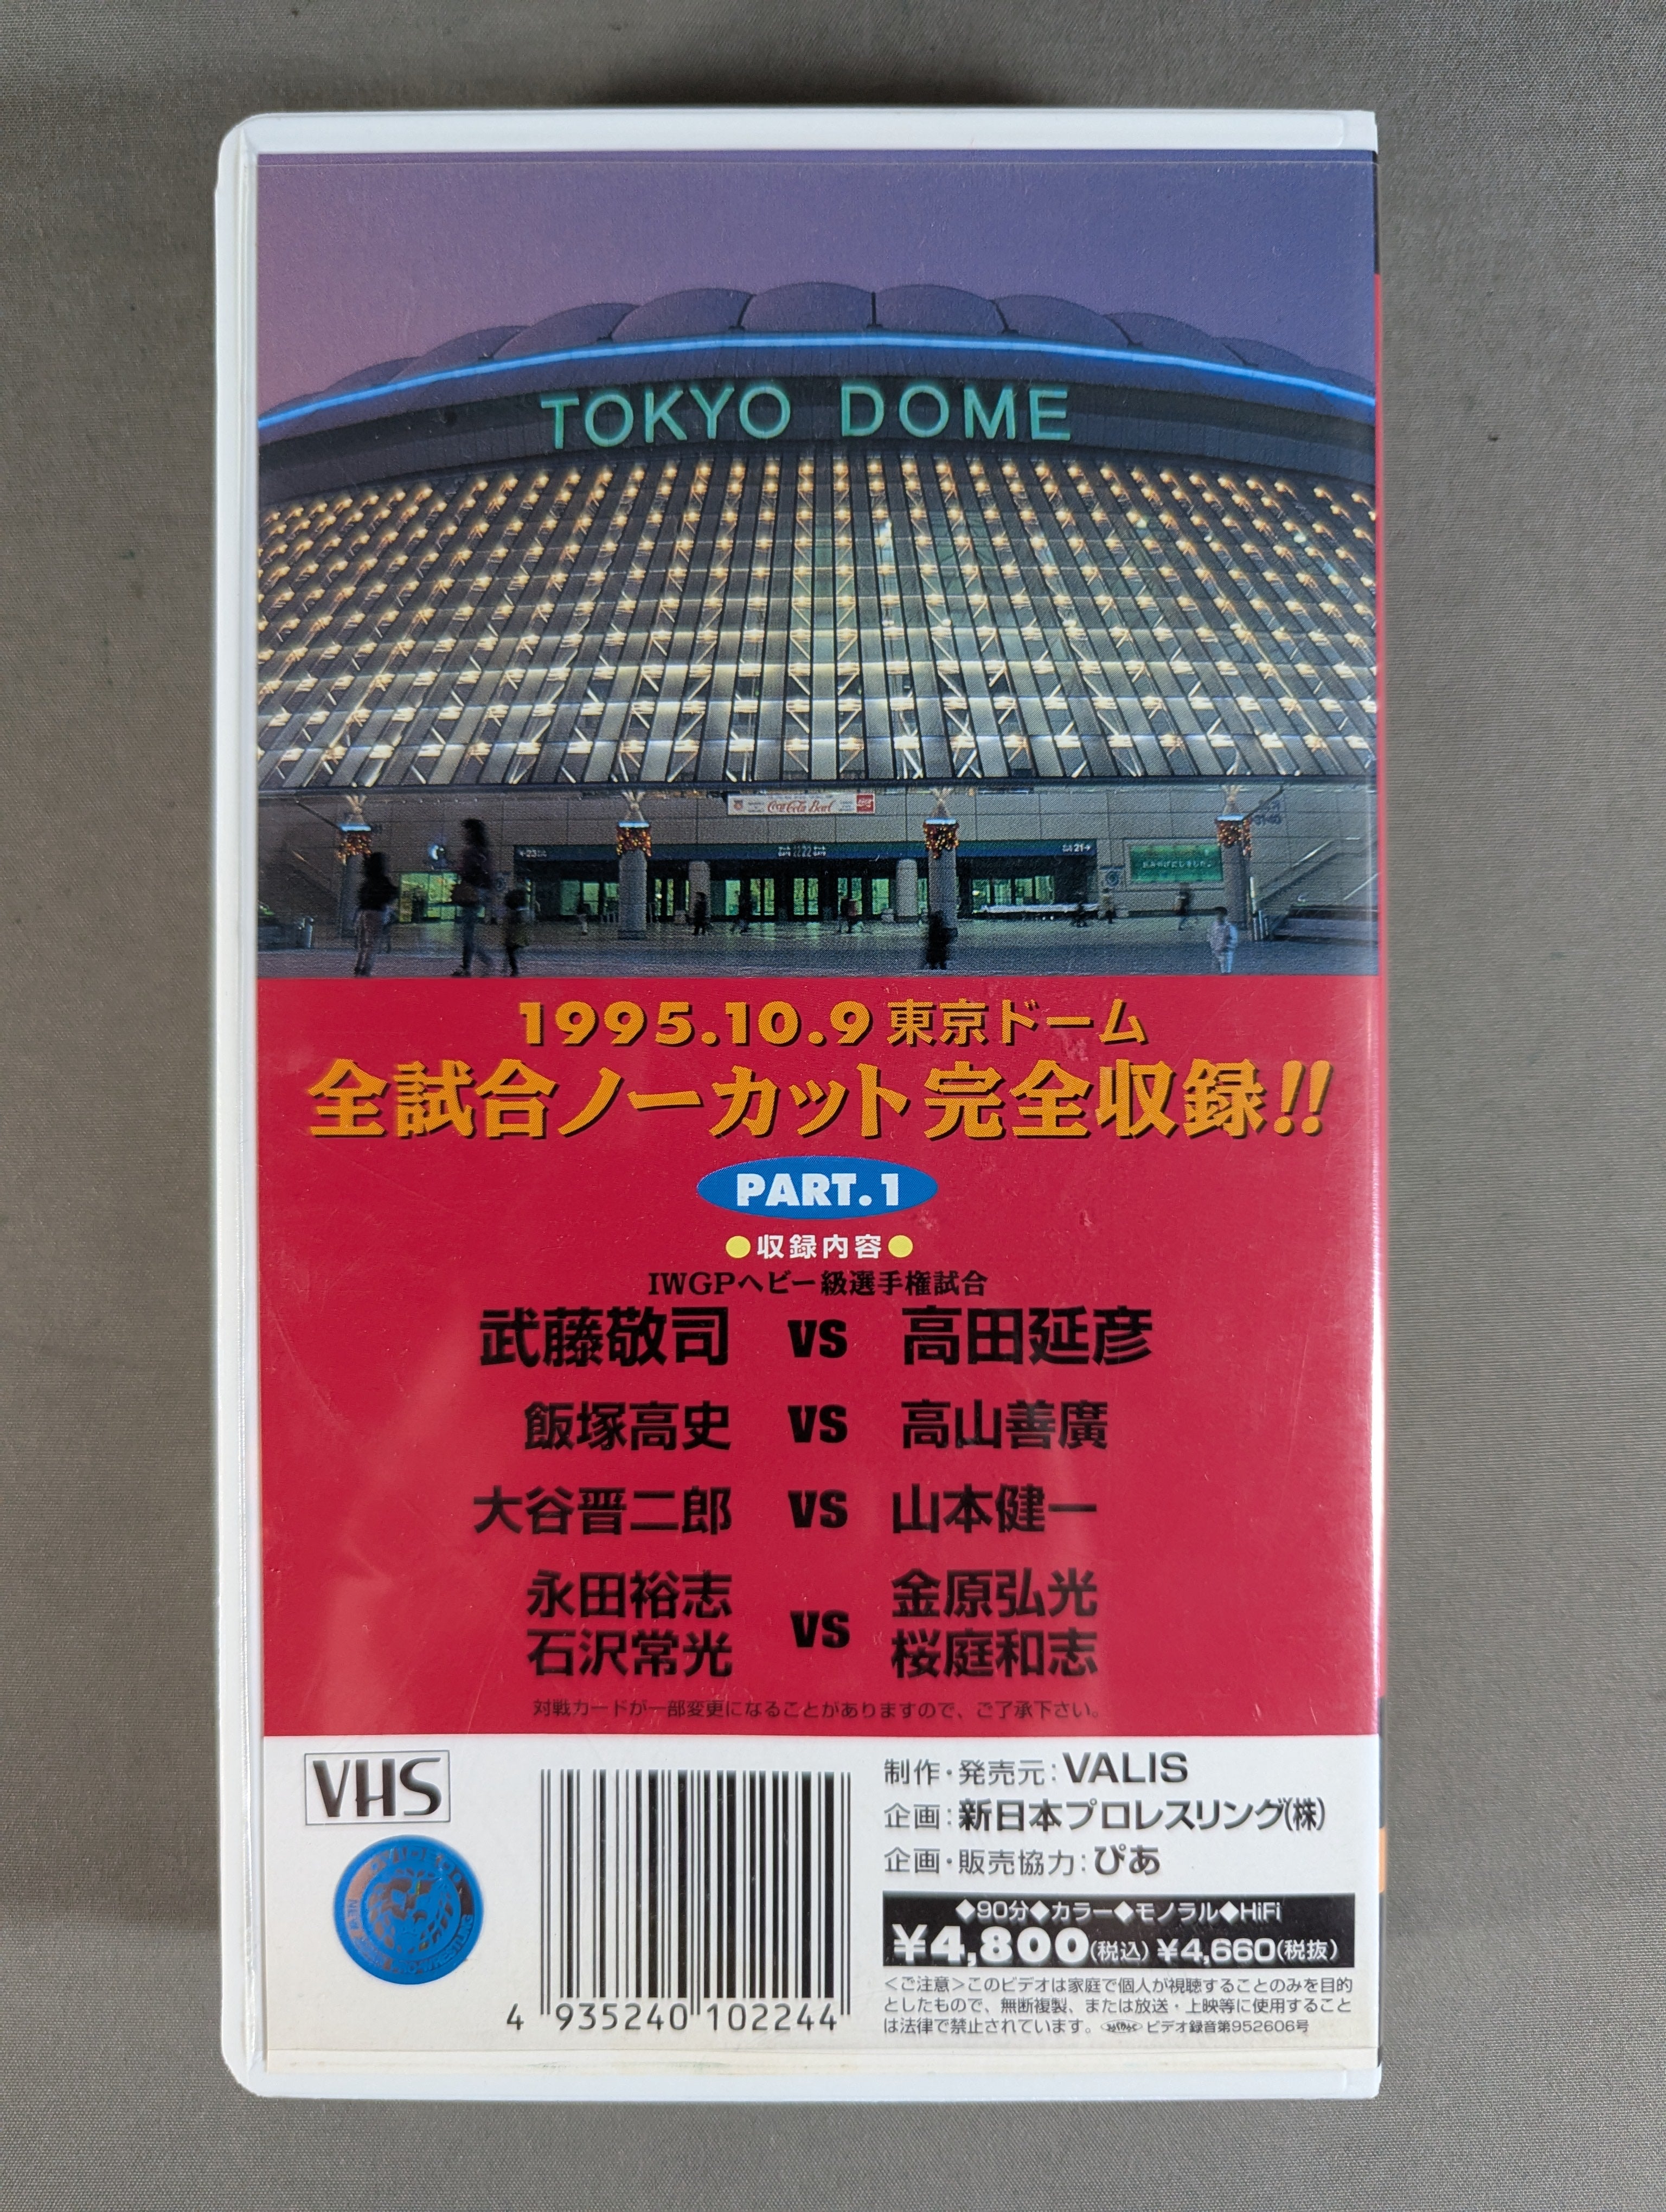 TOKYO DOME
Coca-Cola Bowl
1995.10.9 東京ドーム
全試合ノーカット完全収録!!
PART.1
●収録内容●
IWGPヘビー級選手権試合
武藤敬司 VS 高田延彦
飯塚高史 VS 高山善廣
大谷晋二郎 VS 山本健一
永田裕志 石沢常光 VS 金原弘光 桜庭和志
対戦カードが一部変更になることがありますので、ご了承下さい。
VHS
4 935240 102244
制作・発売元:VALIS
企画:新日本プロレスリング(株)
企画・販売協力:ぴあ
◆90分◆カラー◆モノラル◆HiFi
¥4,800(税込) ¥4,660(税抜)
<ご注意>このビデオは家庭で個人が視聴することのみを目的
としたもので、無断複製、または放送・上映等に使用すること
は法律で禁止されています。 ビデオ録音第952606号